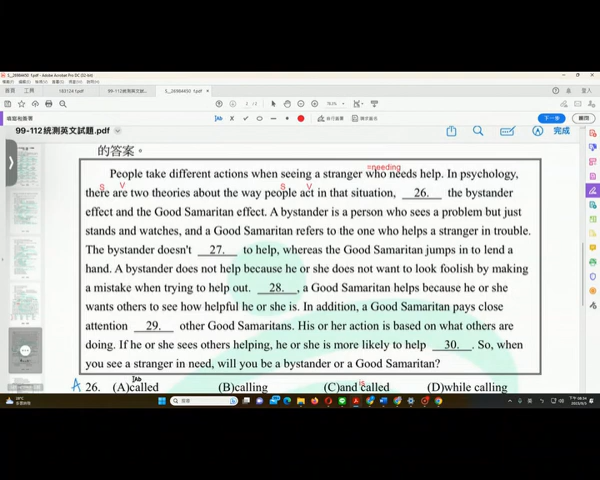 99-112統測英文試題.pdf
完成
的答案。
=needing
People take different actions when seeing a stranger who needs help. In psychology,
S V S V
there are two theories about the way people act in that situation, 26. the bystander
effect and the Good Samaritan effect. A bystander is a person who sees a problem but just
stands and watches, and a Good Samaritan refers to the one who helps a stranger in trouble.
The bystander doesn't 27. to help, whereas the Good Samaritan jumps in to lend a
hand. A bystander does not help because he or she does not want to look foolish by making
a mistake when trying to help out. 28. , a Good Samaritan helps because he or she
wants others to see how helpful he or she is. In addition, a Good Samaritan pays close
attention 29. other Good Samaritans. His or her action is based on what others are
doing. If he or she sees others helping, he or she is more likely to help 30. . So, when
you see a stranger in need, will you be a bystander or a Good Samaritan?
is
A 26. (A)called (B)calling (C)and called (D)while calling